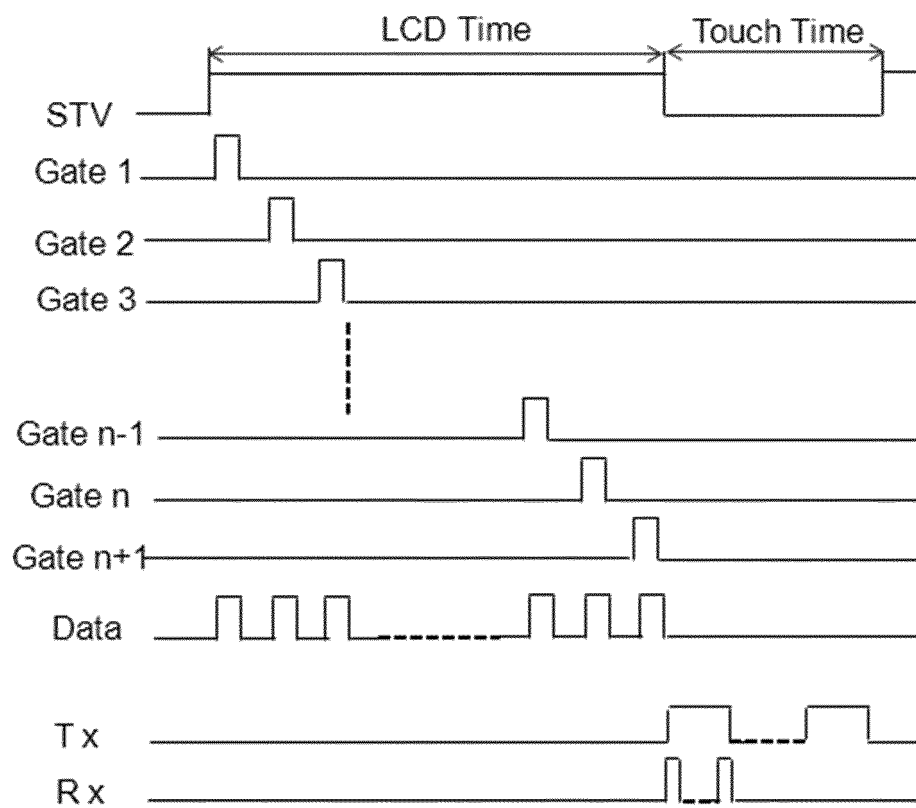 LCD Time
Touch Time
STV
Gate 1
Gate 2
Gate 3
Gate n-1
Gate n
Gate n+1
Data
T x
R x